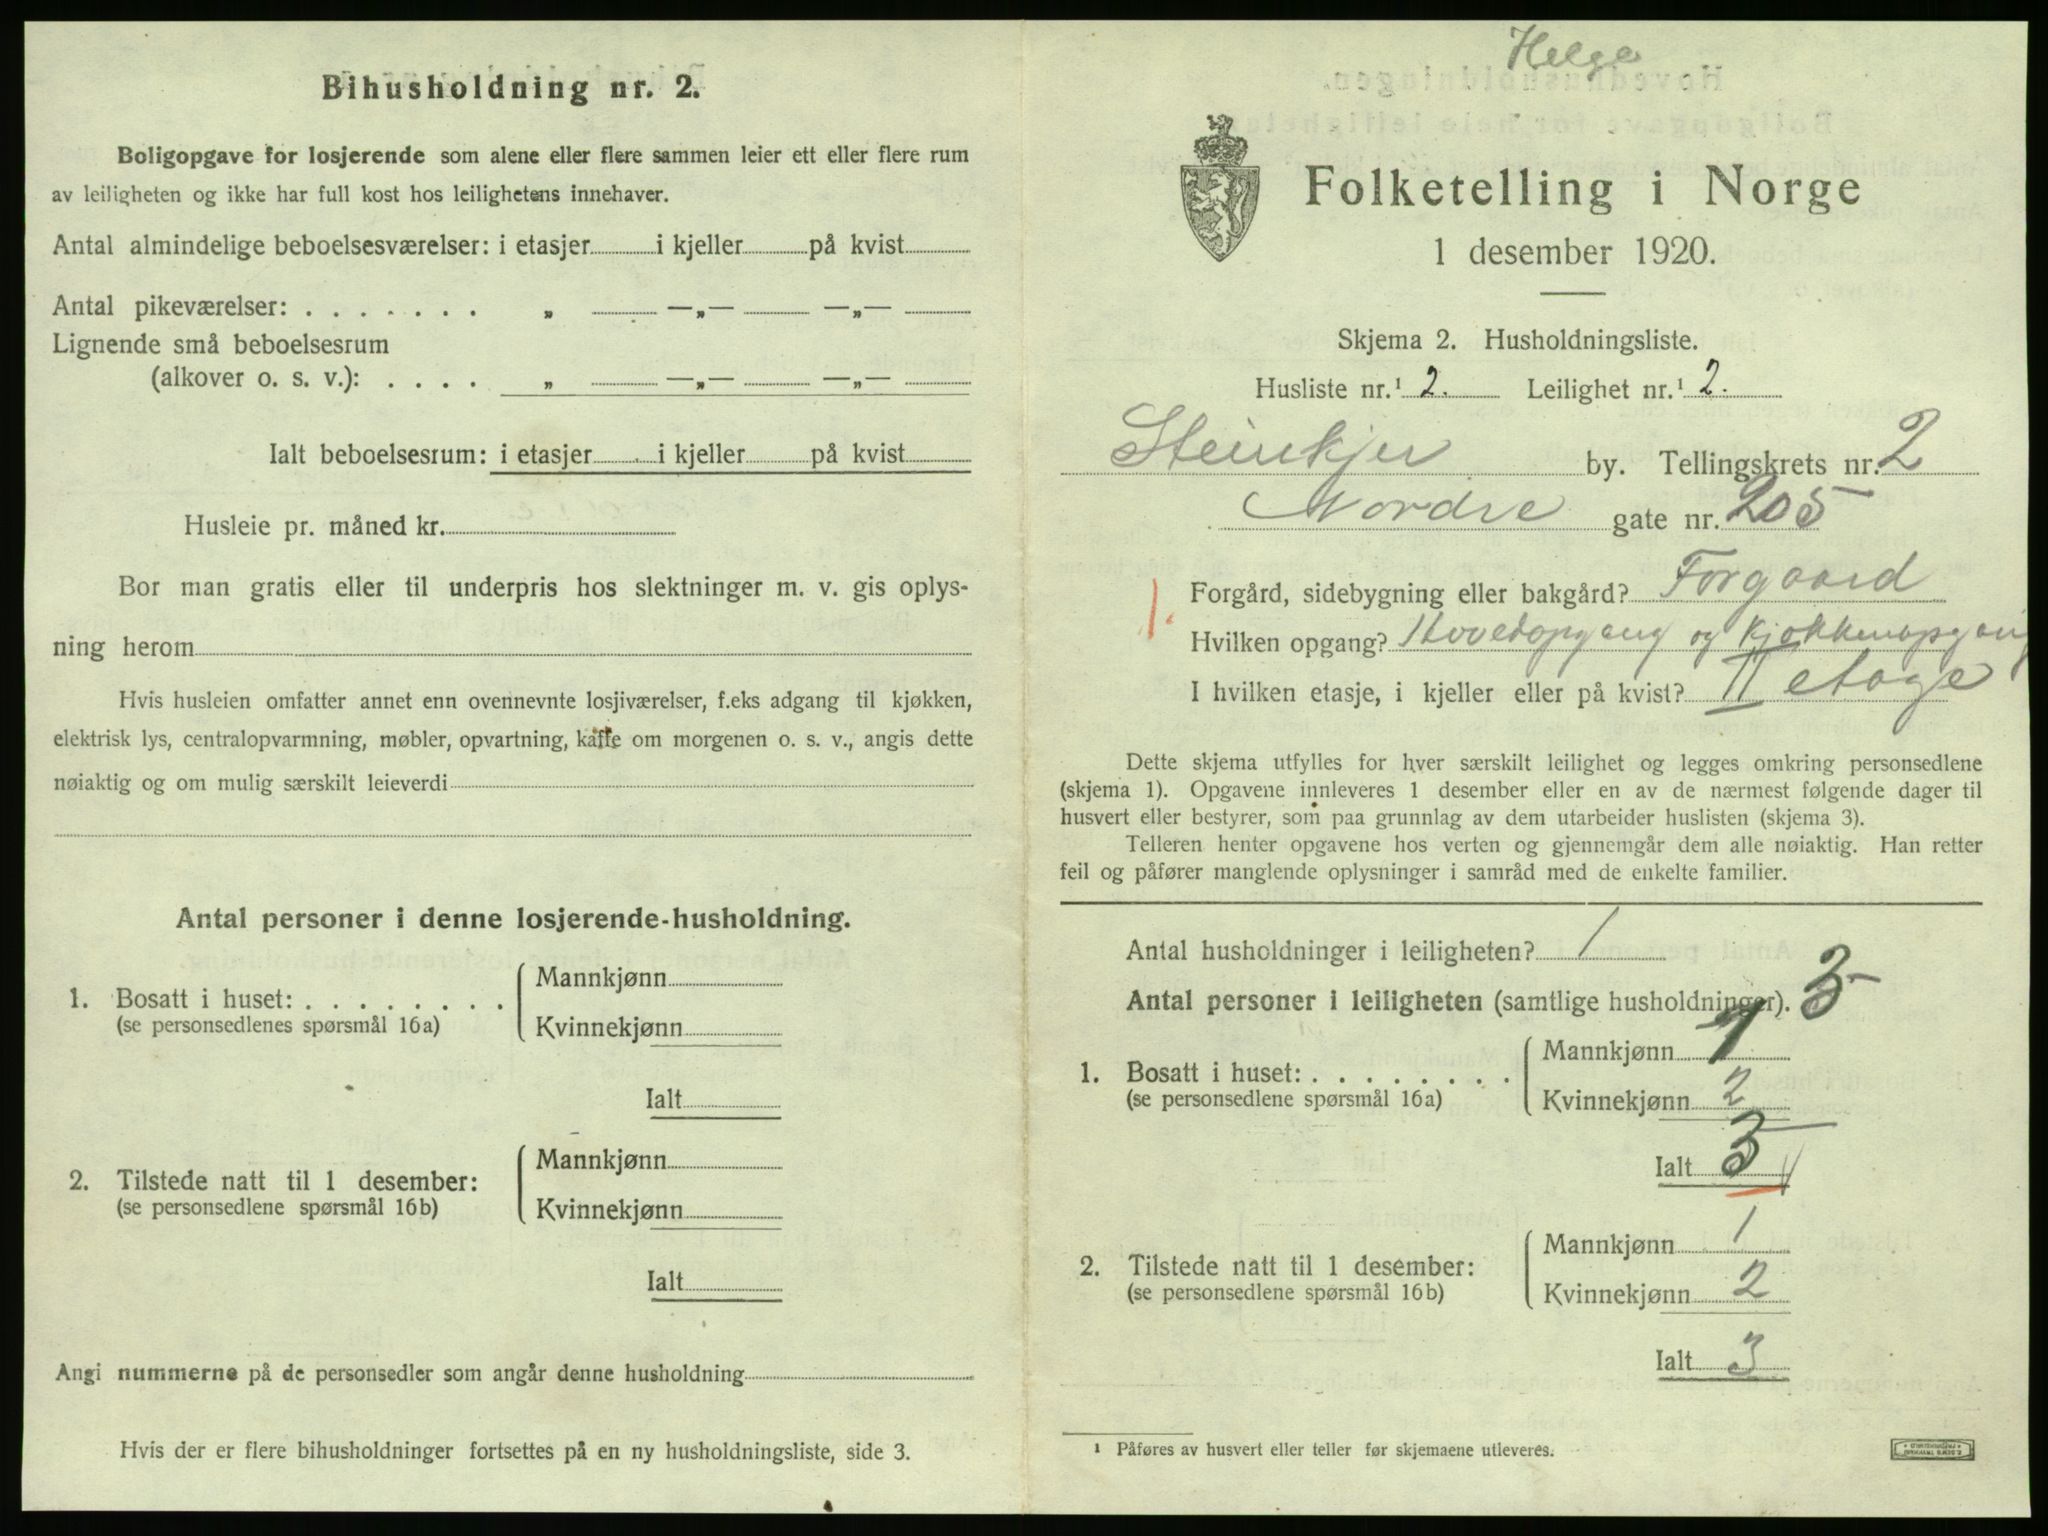 Bihusholdning nr. 2.
Boligopgave for losjerende som alene eller flere sammen leier ett eller flere rum
av leiligheten og ikke har full kost hos leilighetens innehaver.
Antal almindelige beboelsesværelser: i etasjer i kjeller på kvist
Antal pikeværelser: . . . . . . . „ —„— —„—
Lignende små beboelsesrum
(alkover o. s. v.): . . . . „ —„— —„—
Ialt beboelsesrum: i etasjer i kjeller på kvist
Husleie pr. måned kr.
Bor man gratis eller til underpris hos slektninger m. v. gis oplys-
ning herom
Hvis husleien omfatter annet enn ovennevnte losjiværelser, f.eks adgang til kjøkken,
elektrisk lys, centralopvarmning, møbler, opvartning, kaffe om morgenen o. s. v., angis dette
nøiaktig og om mulig særskilt leieverdi
Antal personer i denne losjerende-husholdning.
1. Bosatt i huset: . . . . . . . .
(se personsedlenes spørsmål 16a)
Mannkjønn
Kvinnekjønn
Ialt
2. Tilstede natt til 1 desember:
(se personsedlene spørsmål 16b)
Mannkjønn
Kvinnekjønn
Ialt
Angi nummerne på de personsedler som angår denne husholdning
Hvis der er flere bihusholdninger fortsettes på en ny husholdningsliste, side 3.
Helge
Folketelling i Norge
1 desember 1920.
Skjema 2. Husholdningsliste.
Husliste nr.¹ 2. Leilighet nr.¹ 2.
Steinkjer by. Tellingskrets nr. 2
Nordre gate nr. 205
1. Forgård, sidebygning eller bakgård? Forgaard
Hvilken opgang? Hovedopgang og Kjøkkenopgang
I hvilken etasje, i kjeller eller på kvist? II etage
Dette skjema utfylles for hver særskilt leilighet og legges omkring personsedlene
(skjema 1). Opgavene innleveres 1 desember eller en av de nærmest følgende dager til
husvert eller bestyrer, som paa grunnlag av dem utarbeider huslisten (skjema 3).
Telleren henter opgavene hos verten og gjennemgår dem alle nøiaktig. Han retter
feil og påfører manglende oplysninger i samråd med de enkelte familier.
Antal husholdninger i leiligheten? 1
Antal personer i leiligheten (samtlige husholdninger). 3
1. Bosatt i huset: . . . . . . . .
(se personsedlene spørsmål 16a)
Mannkjønn 1
Kvinnekjønn 2
Ialt 3
2. Tilstede natt til 1 desember:
(se personsedlene spørsmål 16b)
Mannkjønn 1
Kvinnekjønn 2
Ialt 3
¹ Påføres av husvert eller teller før skjemaene utleveres.